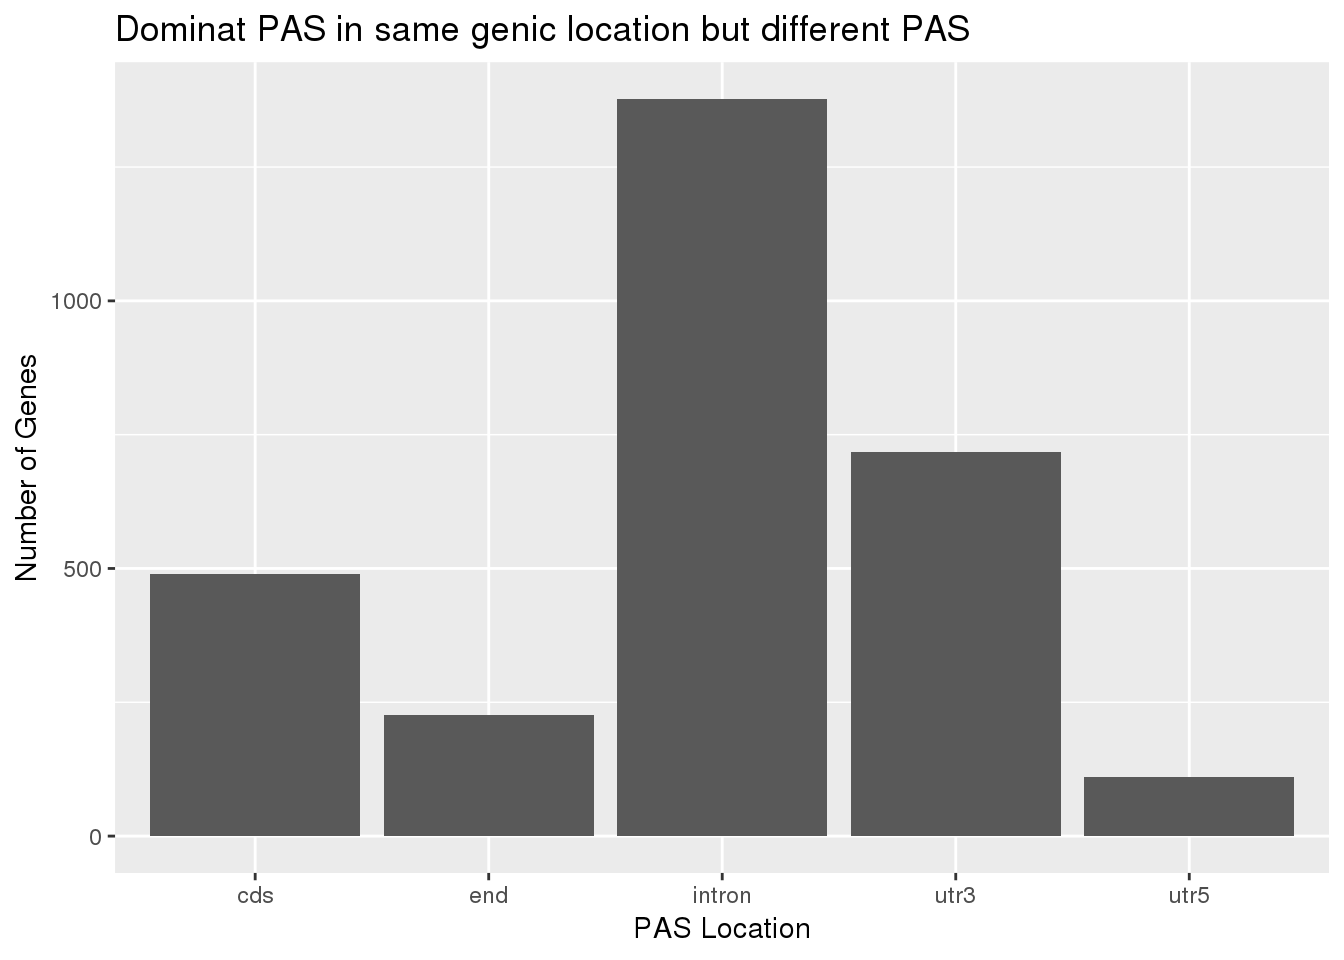 Dominat PAS in same genic location but different PAS
Number of Genes
1000
500
0
cds
end
intron
utr3
utr5
PAS Location